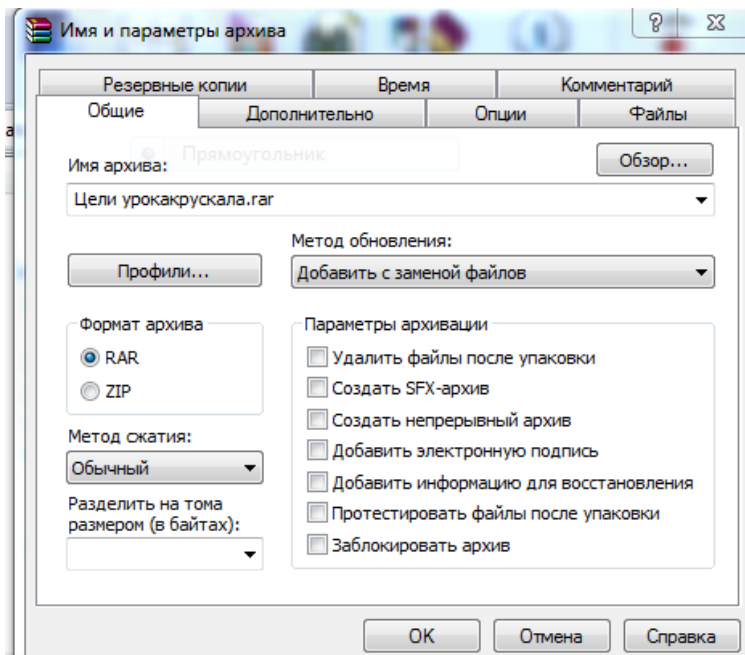 Имя и параметры архива
Резервные копии Время Комментарий
Общие Дополнительно Опции Файлы
Прямоугольник
Имя архива: Обзор...
Цели урокакрускала.rar
Метод обновления:
Профили... Добавить с заменой файлов
Формат архива
RAR
ZIP
Метод сжатия:
Обычный
Разделить на тома
размером (в байтах):
Параметры архивации
Удалить файлы после упаковки
Создать SFX-архив
Создать непрерывный архив
Добавить электронную подпись
Добавить информацию для восстановления
Протестировать файлы после упаковки
Заблокировать архив
OK Отмена Справка